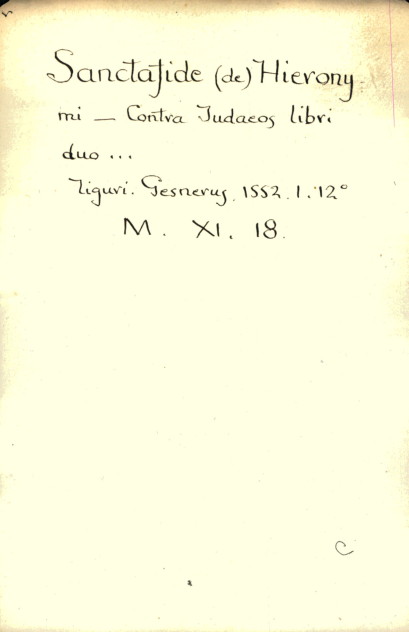 Sanctafide (de) Hierony-
mi — Contra Judaeos libri
duo ...
Tiguri. Gesnerus, 1552. 1. 12°
M. XI. 18.
C